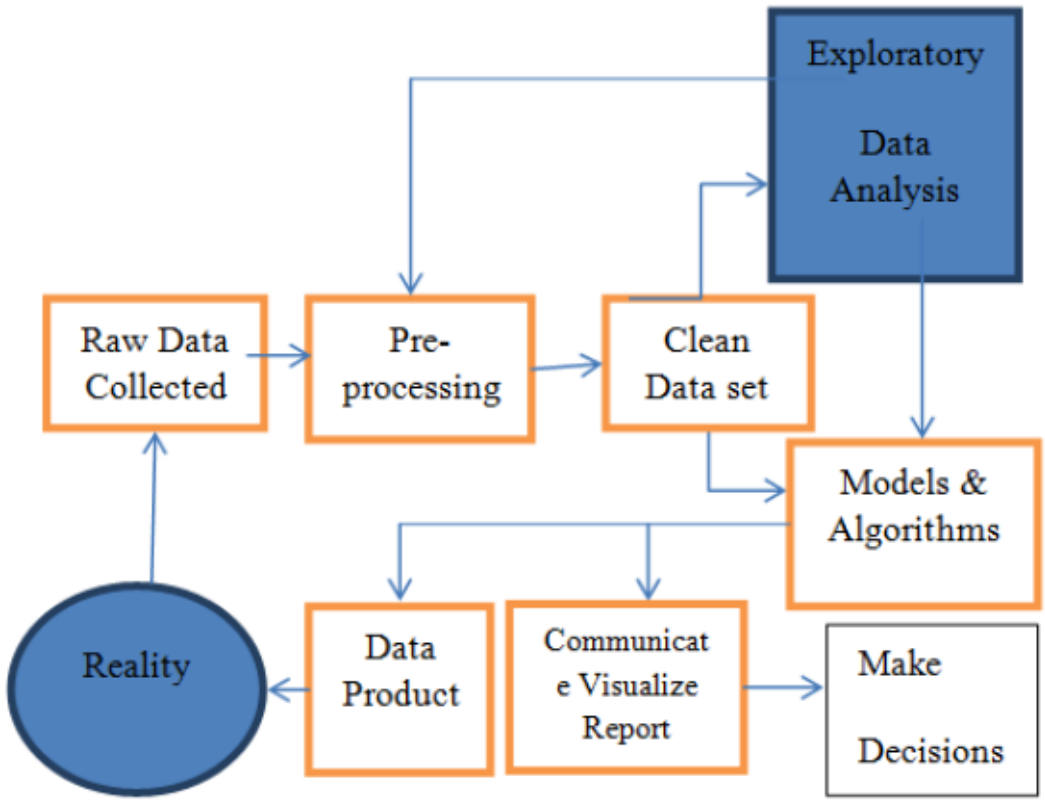 Exploratory
Data
Analysis
Raw Data
Collected
Pre-
processing
Clean
Data set
Models &
Algorithms
Reality
Data
Product
Communicat
e Visualize
Report
Make
Decisions